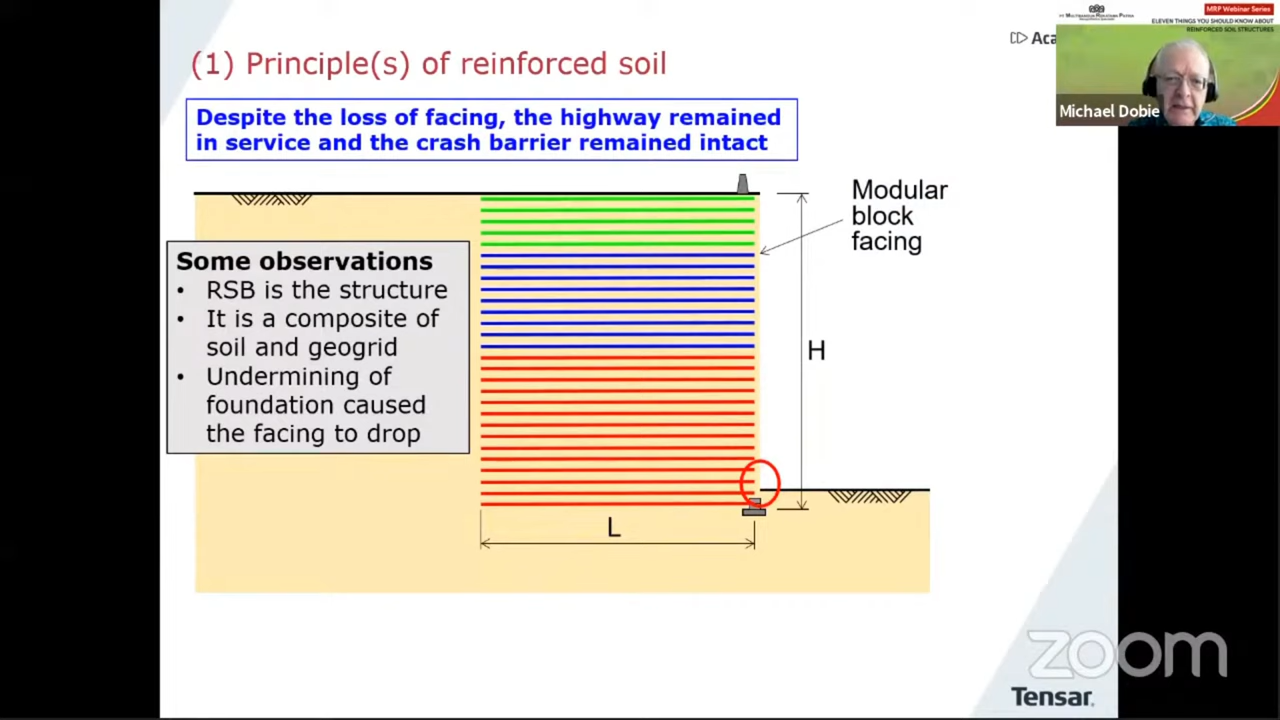 (1) Principle(s) of reinforced soil
Despite the loss of facing, the highway remained
in service and the crash barrier remained intact
Modular
block
facing
Some observations
• RSB is the structure
• It is a composite of
soil and geogrid
• Undermining of
foundation caused
the facing to drop
H
L
Aca
MRP Webinar Series
ELEVEN THINGS YOU SHOULD KNOW ABOUT
REINFORCED SOIL STRUCTURES
Michael Dobie
zoom
Tensar